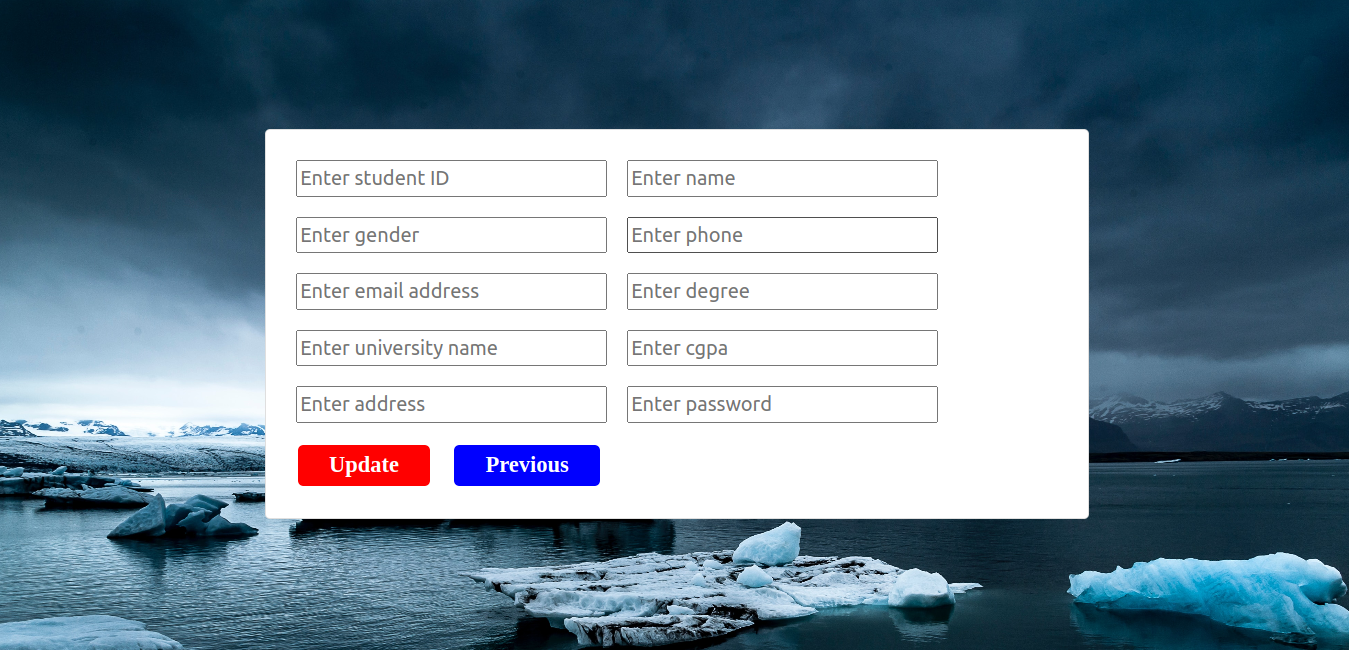 Enter student ID Enter name
Enter gender Enter phone
Enter email address Enter degree
Enter university name Enter cgpa
Enter address Enter password
Update Previous